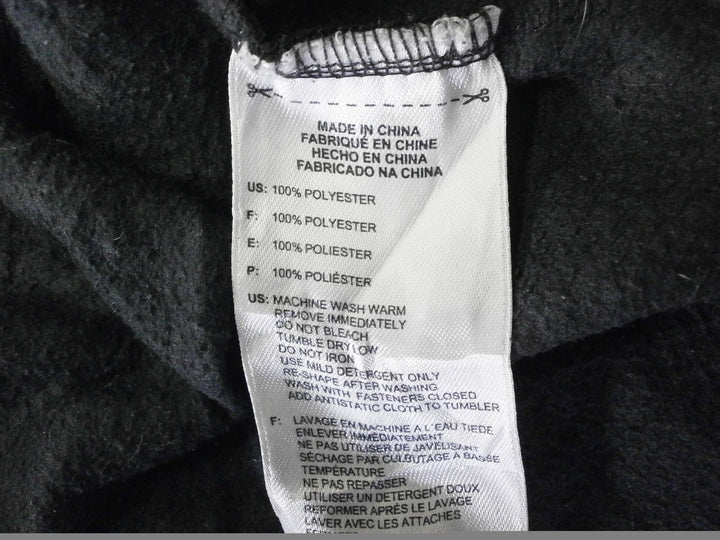 MADE IN CHINA
FABRIQUÉ EN CHINE
HECHO EN CHINA
FABRICADO NA CHINA
US: 100% POLYESTER
F: 100% POLYESTER
E: 100% POLIESTER
P: 100% POLIÉSTER
US: MACHINE WASH WARM
REMOVE IMMEDIATELY
DO NOT BLEACH
TUMBLE DRY LOW
DO NOT IRON
USE MILD DETERGENT ONLY
RE-SHAPE AFTER WASHING
WASH WITH FASTENERS CLOSED
ADD ANTISTATIC CLOTH TO TUMBLER
F: LAVAGE EN MACHINE A L'EAU TIEDE
ENLEVER IMMÉDIATEMENT
NE PAS UTILISER DE JAVELISANT
SÉCHAGE PAR CULBUTAGE A BASSE
TEMPÉRATURE
NE PAS REPASSER
UTILISER UN DETERGENT DOUX
REFORMER APRÉS LE LAVAGE
LAVER AVEC LES ATTACHES